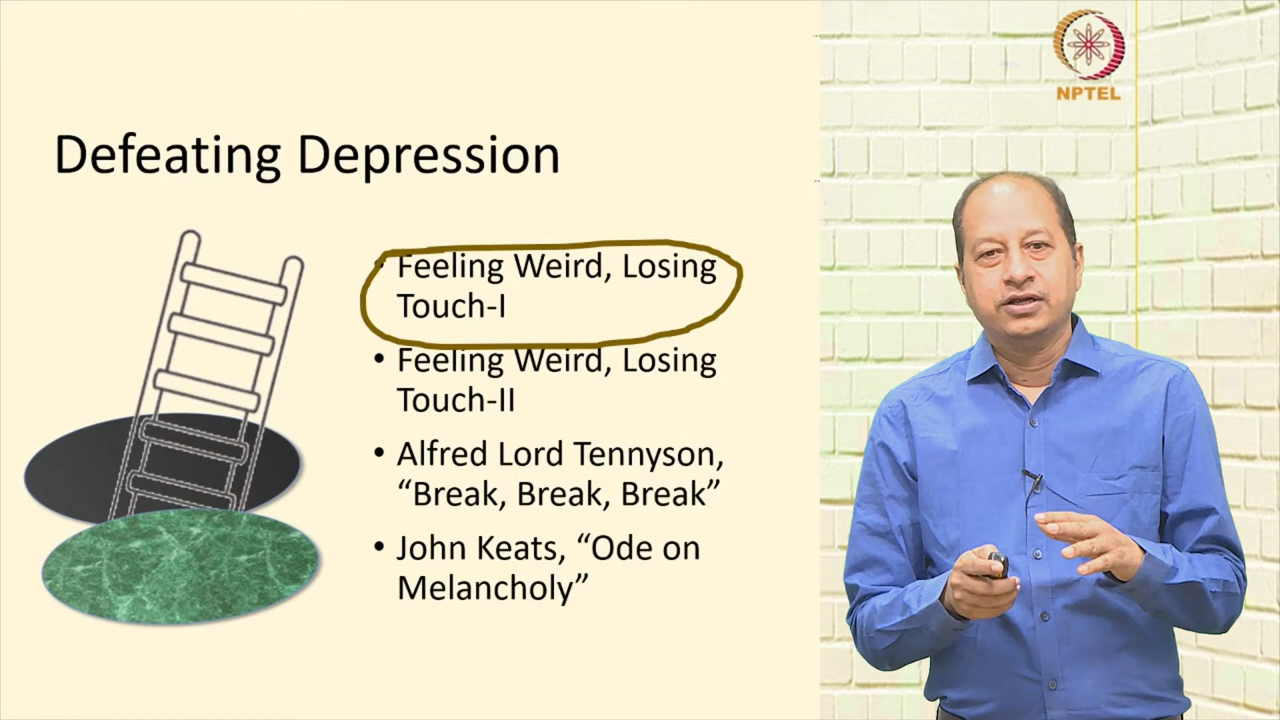 NPTEL
Defeating Depression
• Feeling Weird, Losing
Touch-I
• Feeling Weird, Losing
Touch-II
• Alfred Lord Tennyson,
“Break, Break, Break”
• John Keats, “Ode on
Melancholy”